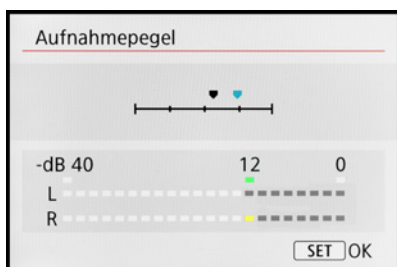 Aufnahmepegel
-dB 40 12 0
L
R
SET OK